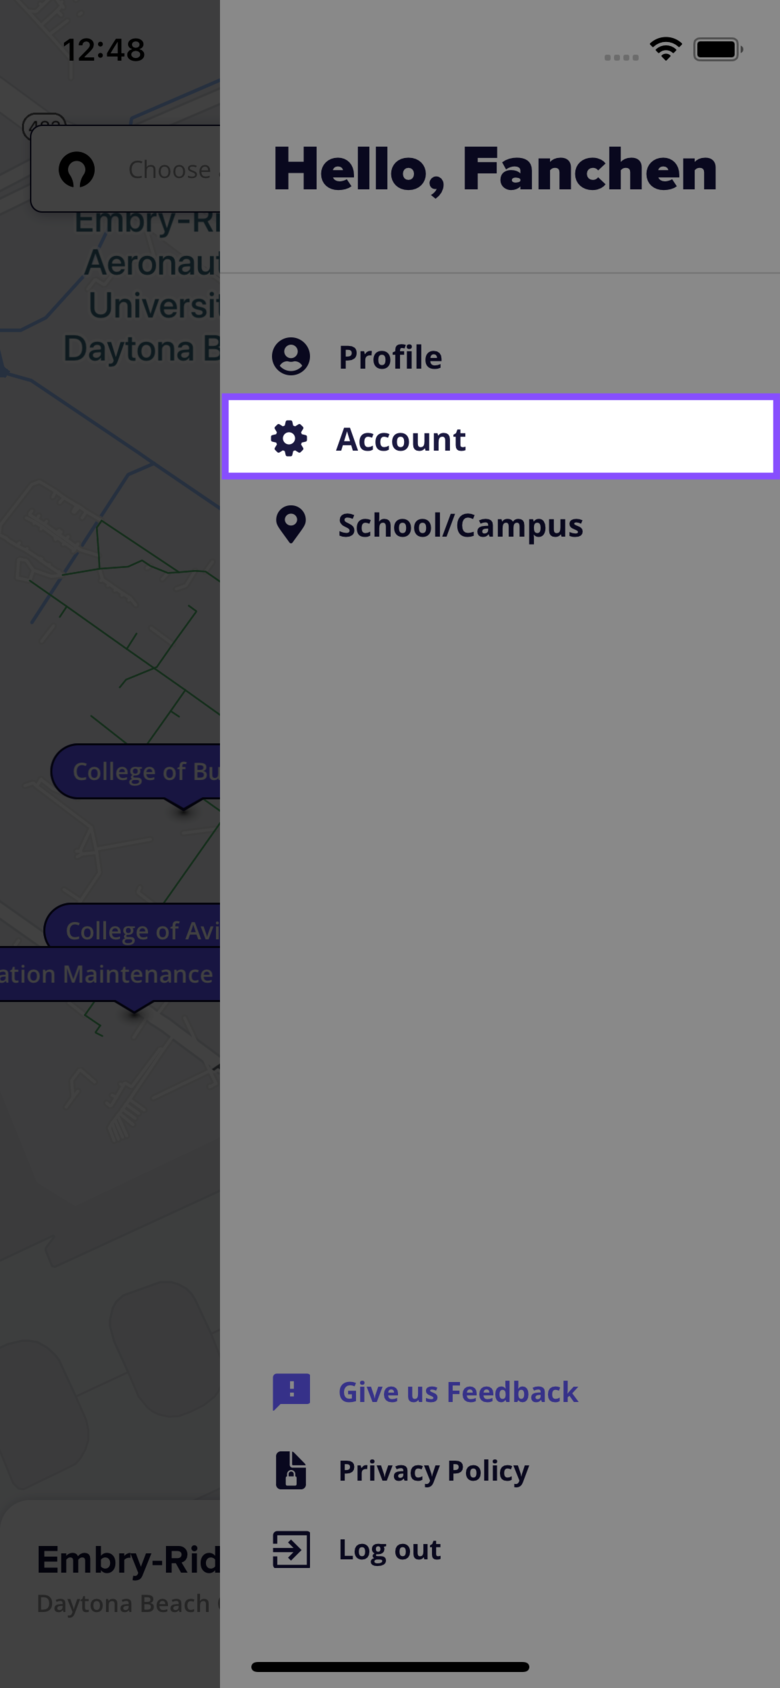 12:48
Choose
Embry-Ri
Aeronaut
Universit
Daytona B
Hello, Fanchen
Profile
Account
School/Campus
College of Bu
College of Avi
ation Maintenance
Give us Feedback
Privacy Policy
Log out
Embry-Rid
Daytona Beach